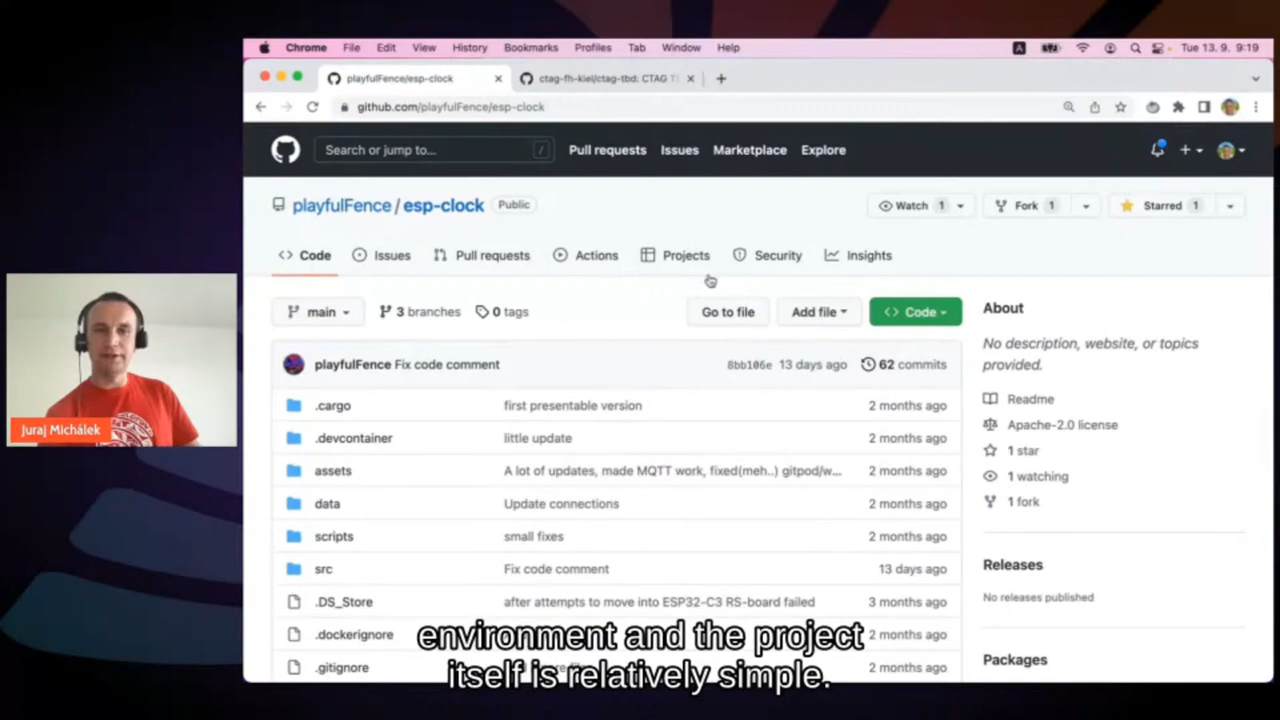 Chrome File Edit View History Bookmarks Profiles Tab Window Help A Tue 13. 9. 9:19
playfulFence/esp-clock ctag-fh-kiel/ctag-tbd: CTAG T
github.com/playfulFence/esp-clock
Search or jump to... / Pull requests Issues Marketplace Explore
playfulFence / esp-clock Public Watch 1 Fork 1 Starred 1
Code Issues Pull requests Actions Projects Security Insights
main 3 branches 0 tags Go to file Add file Code
About
No description, website, or topics
provided.
playfulFence Fix code comment 8bb106e 13 days ago 62 commits
.cargo first presentable version 2 months ago
Readme
.devcontainer little update 2 months ago
Apache-2.0 license
1 star
assets A lot of updates, made MQTT work, fixed(meh..) gitpod/w... 2 months ago
1 watching
data Update connections 2 months ago
1 fork
scripts small fixes 2 months ago
src Fix code comment 13 days ago
Releases
No releases published
.DS_Store after attempts to move into ESP32-C3 RS-board failed 3 months ago
.dockerignore months ago
Packages
.gitignore 2 months ago
Juraj Michálek
environment and the project
itself is relatively simple.